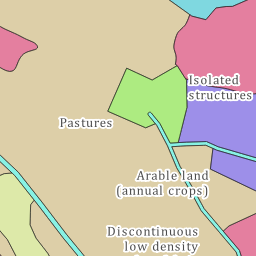 Isolated
structures
Pastures
Arable land
(annual crops)
Discontinuous
low density